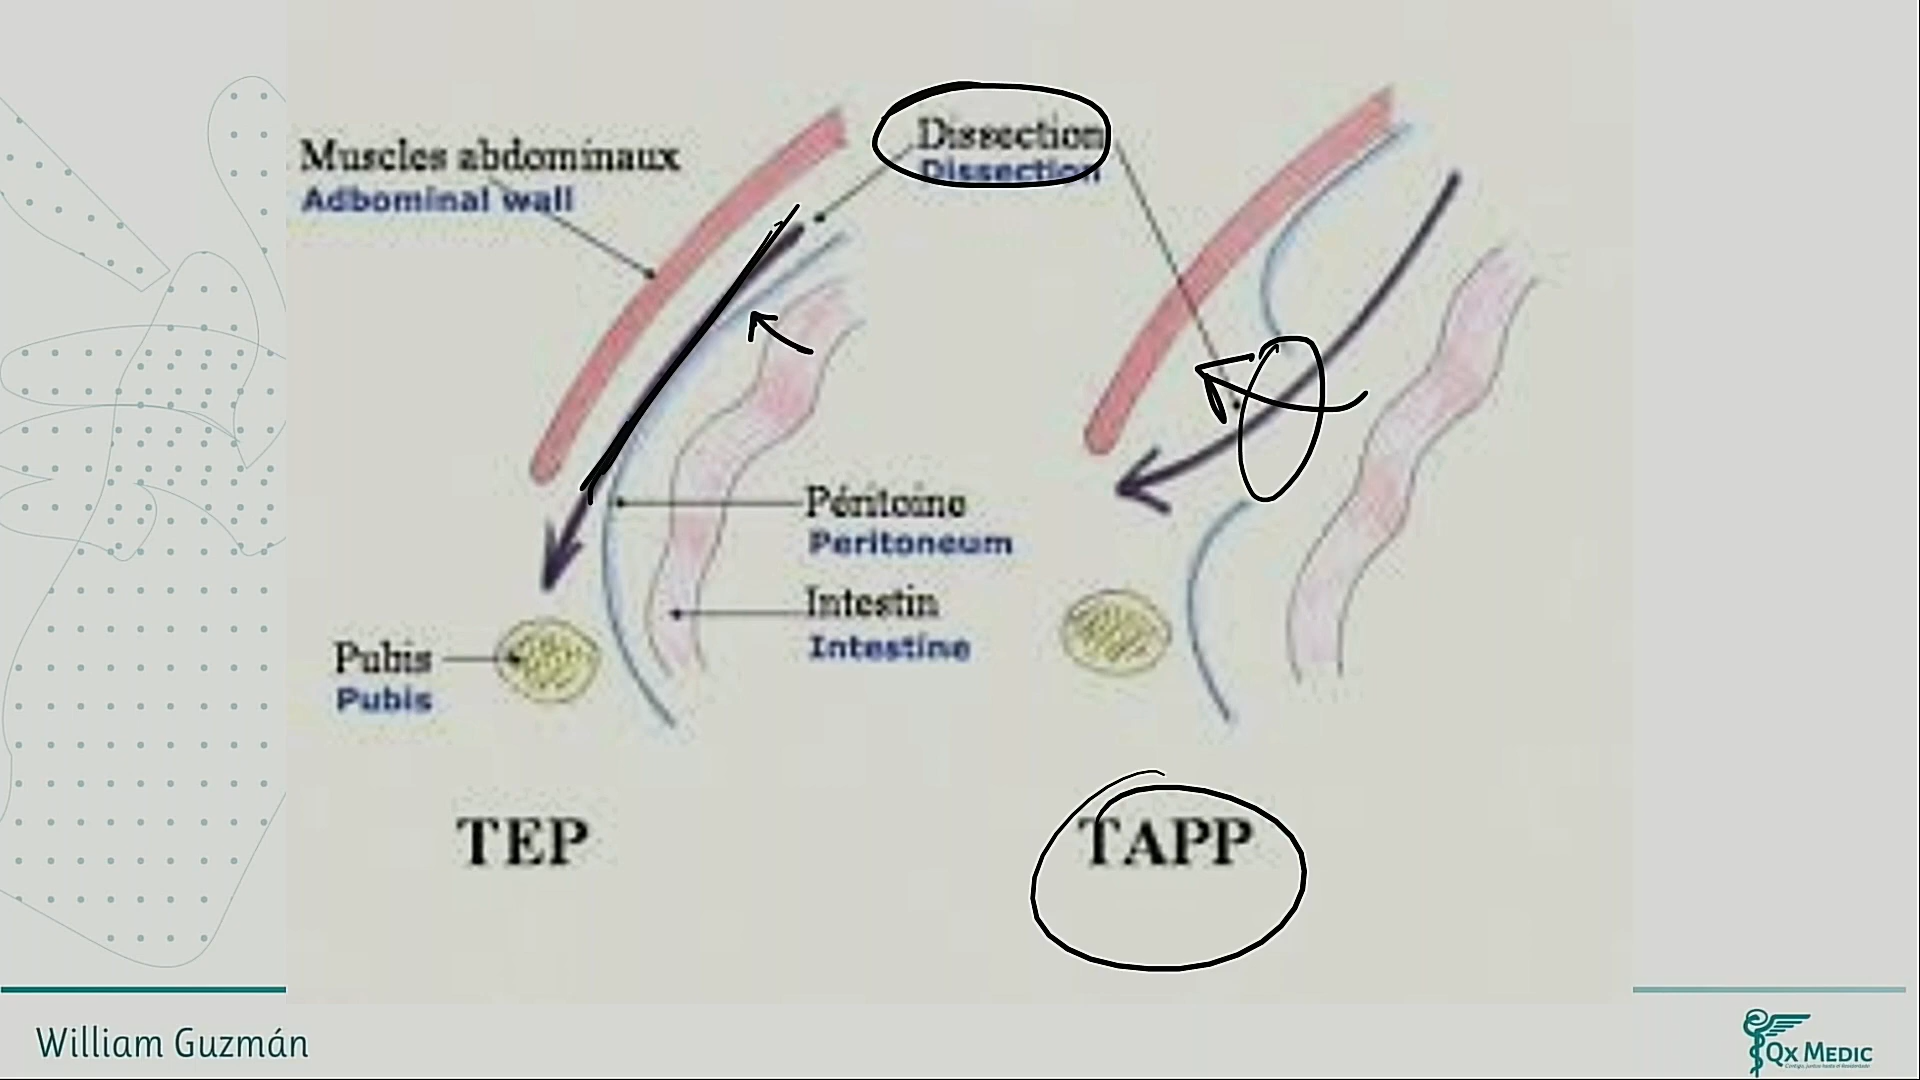 Muscles abdominaux
Adbominal wall
Dissection
Dissection
Péritoine
Peritoneum
Intestin
Intestine
Pubis
Pubis
TEP
TAPP
William Guzmán
QX MEDIC